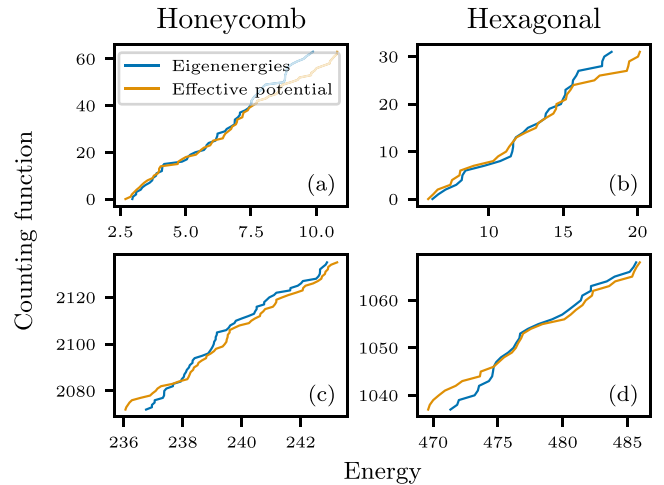 Honeycomb Hexagonal
60
40
20
0
Eigenenergies
Effective potential
(a)
2.5 5.0 7.5 10.0
30
20
10
0
(b)
10 15 20
Counting function
2120
2100
2080
(c)
236 238 240 242
1060
1050
1040
(d)
470 475 480 485
Energy